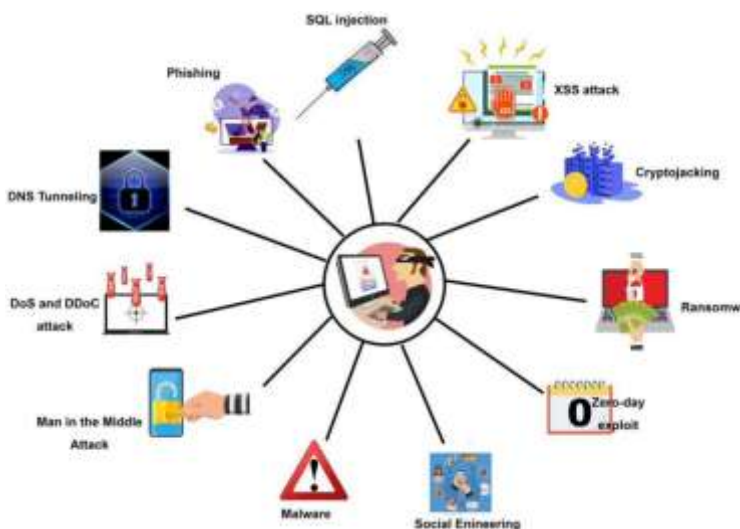 SQL injection
Phishing
XSS attack
Cryptojacking
DNS Tunneling
DoS and DDoC
attack
Ransomw
0
Zero-day
exploit
Man in the Middle
Attack
Malware
Social Enineering